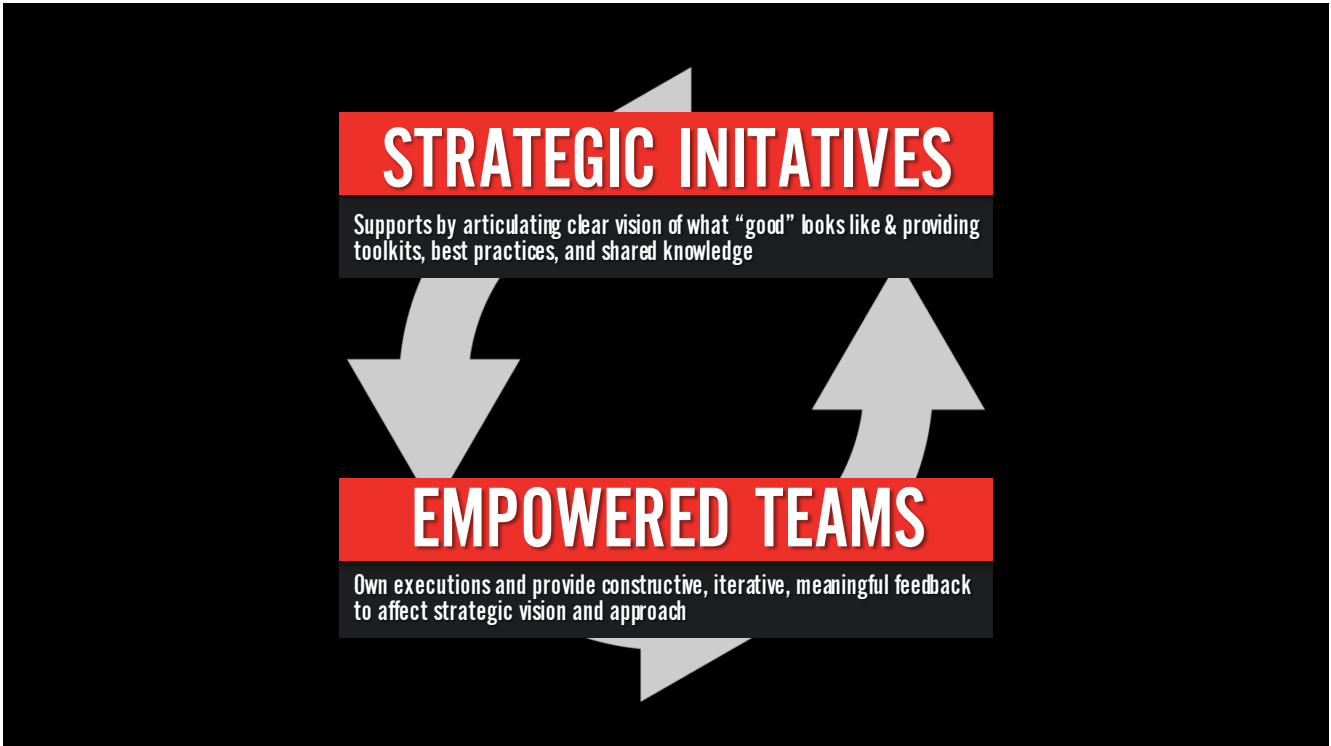 STRATEGIC INITATIVES
Supports by articulating clear vision of what “good” looks like & providing
toolkits, best practices, and shared knowledge
EMPOWERED TEAMS
Own executions and provide constructive, iterative, meaningful feedback
to affect strategic vision and approach